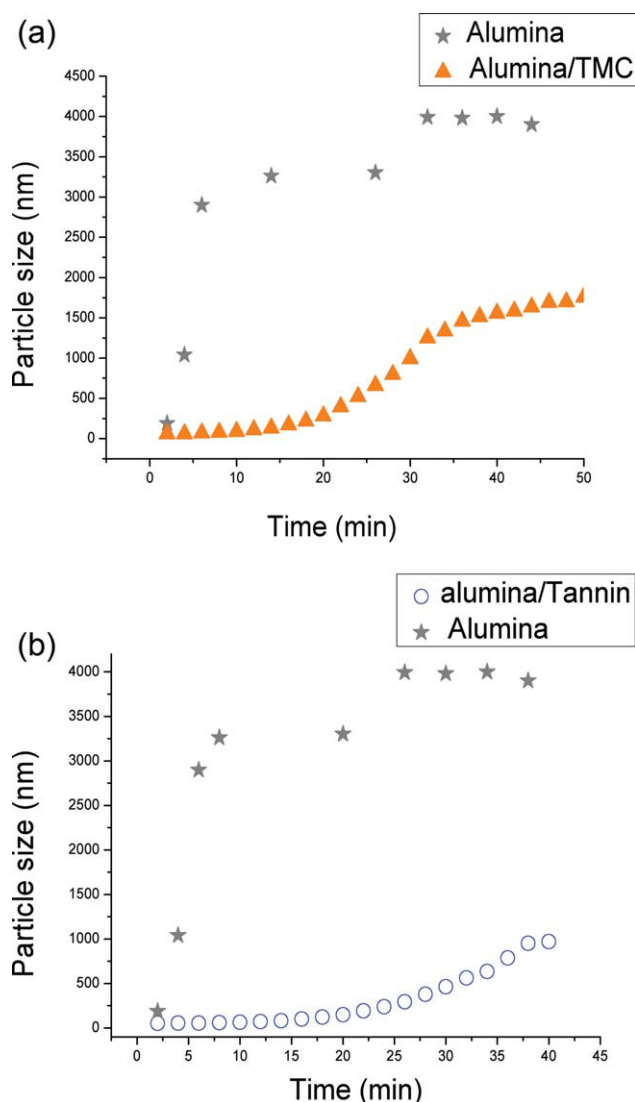 (a)
Alumina
Alumina/TMC
4500
4000
3500
3000
2500
2000
1500
1000
500
0
Particle size (nm)
0 10 20 30 40 50
Time (min)
(b)
alumina/Tannin
Alumina
4000
3500
3000
2500
2000
1500
1000
500
0
Particle size (nm)
0 5 10 15 20 25 30 35 40 45
Time (min)